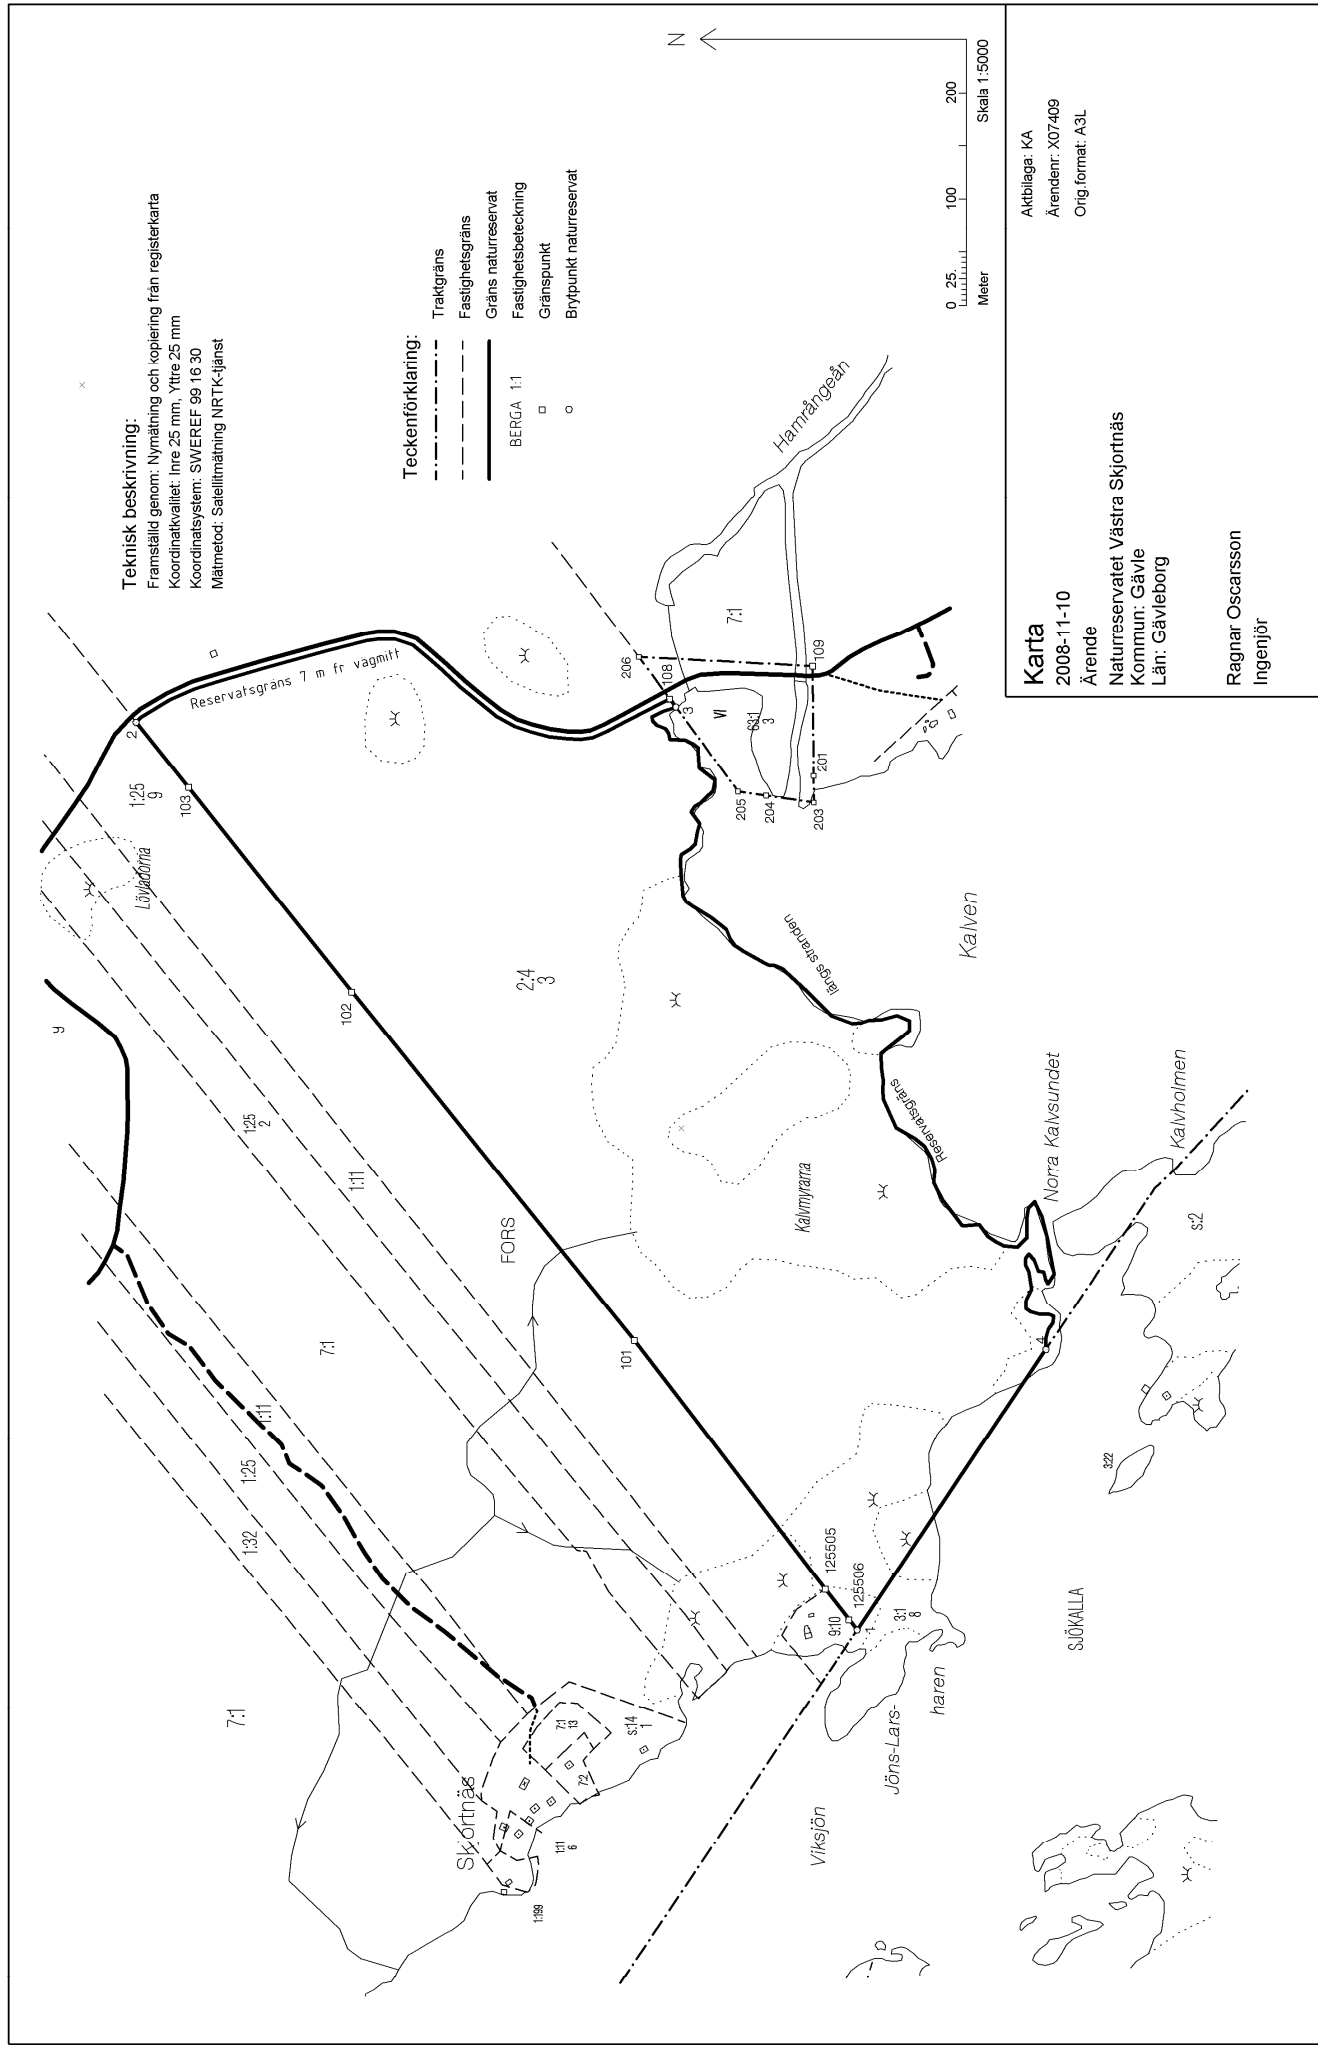 Teknisk beskrivning:
Framställd genom: Nymätning och kopiering från registerkarta
Koordinatkvalitet: Inre 25 mm, Yttre 25 mm
Koordinatsystem: SWEREF 99 16 30
Mätmetod: Satellitmätning NRTK-tjänst
Teckenförklaring:
Traktgräns
Fastighetsgräns
Gräns naturreservat
BERGA 1:1 Fastighetsbeteckning
Gränspunkt
Brytpunkt naturreservat
N
0 25 100 200
Meter
Skala 1:5000
Karta
2008-11-10
Ärende
Naturreservatet Västra Skjortnäs
Kommun: Gävle
Län: Gävleborg
Ragnar Oscarsson
Ingenjör
Aktbilaga: KA
Ärendenr: X07409
Orig.format: A3L
Reservatsgräns 7 m fr vägmitt
2
103
1:25
9
Lövladorna
102
2:4
3
1:25
2
1:11
FORS
101
7:1
1:11
1:25
1:32
7:1
Skjortnäs
7:1
13
s:14
1
7:2
1:11
6
1:199
206
108
3
VI
63:1
3
7:1
109
201
205
204
203
Hamrångeån
Kalven
längs stranden
Reservatsgräns
Kalvmyrarna
Norra Kalvsundet
Kalvholmen
s:2
4
3:22
SJÖKALLA
125505
125506
9:10
1
3:1
8
Jöns-Lars-
haren
Viksjön